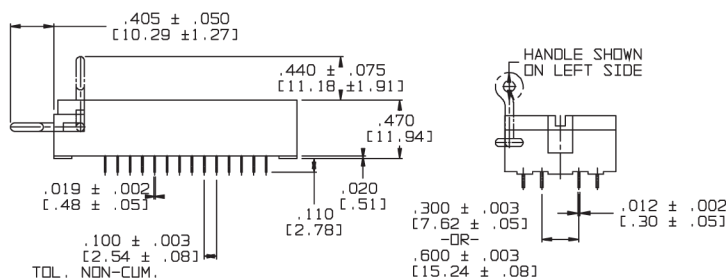 .405 ± .050
[10.29 ±1.27]
.440 ± .075
[11.18 ±1.91]
.470
[11.94]
.019 ± .002
[.48 ± .05]
.020
[.51]
.110
[2.78]
.100 ± .003
[2.54 ± .08]
TOL. NON-CUM.
HANDLE SHOWN
ON LEFT SIDE
.300 ± .003
[7.62 ± .05]
-OR-
.600 ± .003
[15.24 ± .08]
.012 ± .002
[.30 ± .05]